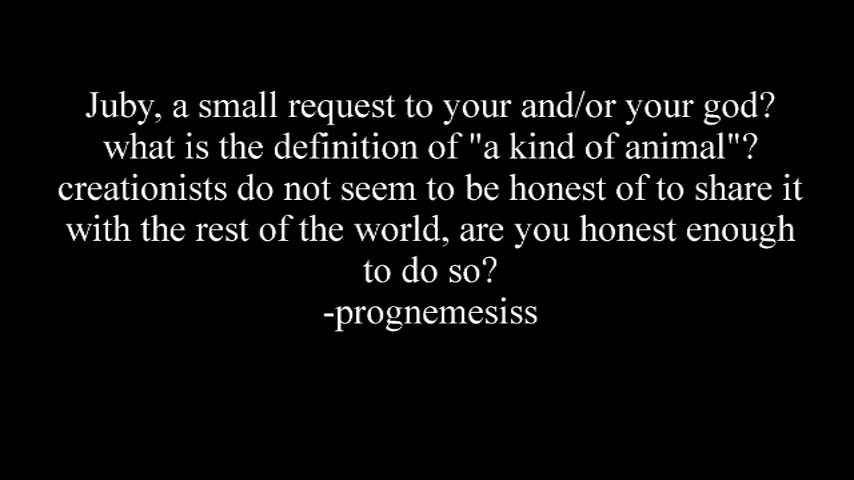 Juby, a small request to your and/or your god?
what is the definition of "a kind of animal"?
creationists do not seem to be honest of to share it
with the rest of the world, are you honest enough
to do so?
-prognemesiss